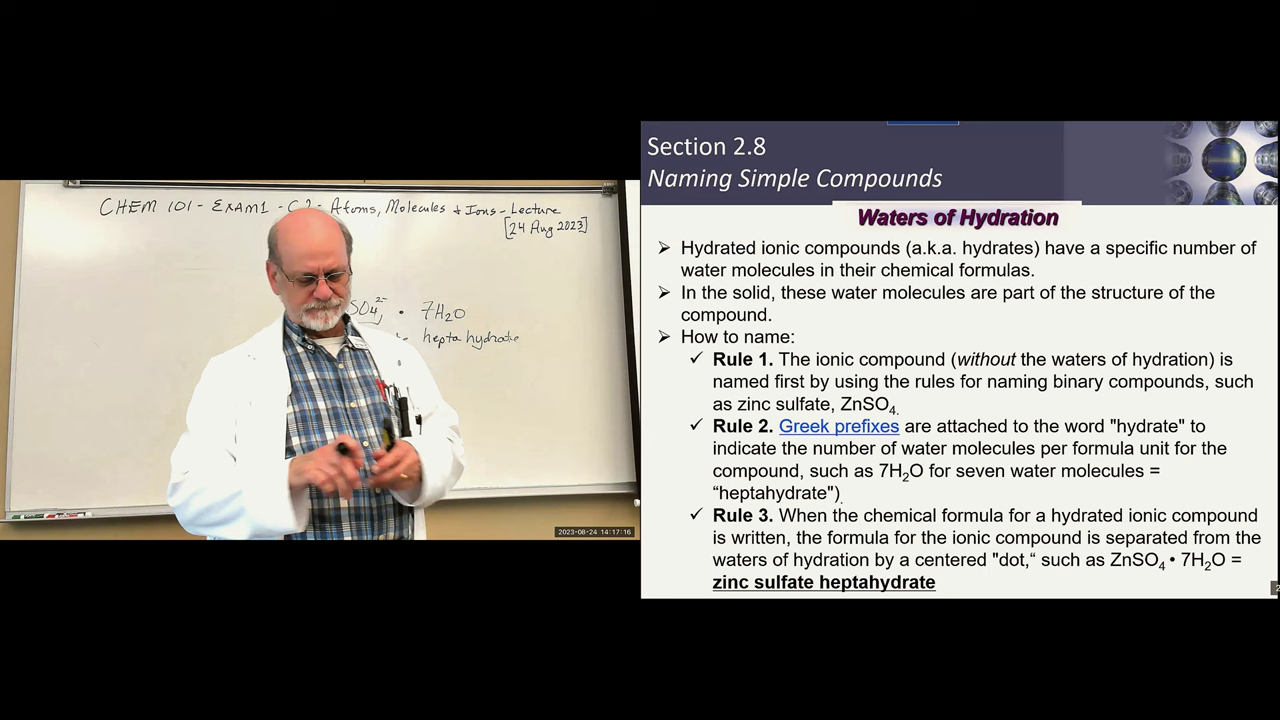 CHEM 101 - EXAM1 - C2 - Atoms, Molecules & Ions - Lecture
[24 Aug 2023]
SO4 2- • 7H2O
hepta hydrate
2023-08-24 14:17:16
Section 2.8
Naming Simple Compounds
Waters of Hydration
➢ Hydrated ionic compounds (a.k.a. hydrates) have a specific number of
water molecules in their chemical formulas.
➢ In the solid, these water molecules are part of the structure of the
compound.
➢ How to name:
✓ Rule 1. The ionic compound (without the waters of hydration) is
named first by using the rules for naming binary compounds, such
as zinc sulfate, ZnSO4.
✓ Rule 2. Greek prefixes are attached to the word "hydrate" to
indicate the number of water molecules per formula unit for the
compound, such as 7H2O for seven water molecules =
“heptahydrate").
✓ Rule 3. When the chemical formula for a hydrated ionic compound
is written, the formula for the ionic compound is separated from the
waters of hydration by a centered "dot,“ such as ZnSO4 • 7H2O =
zinc sulfate heptahydrate